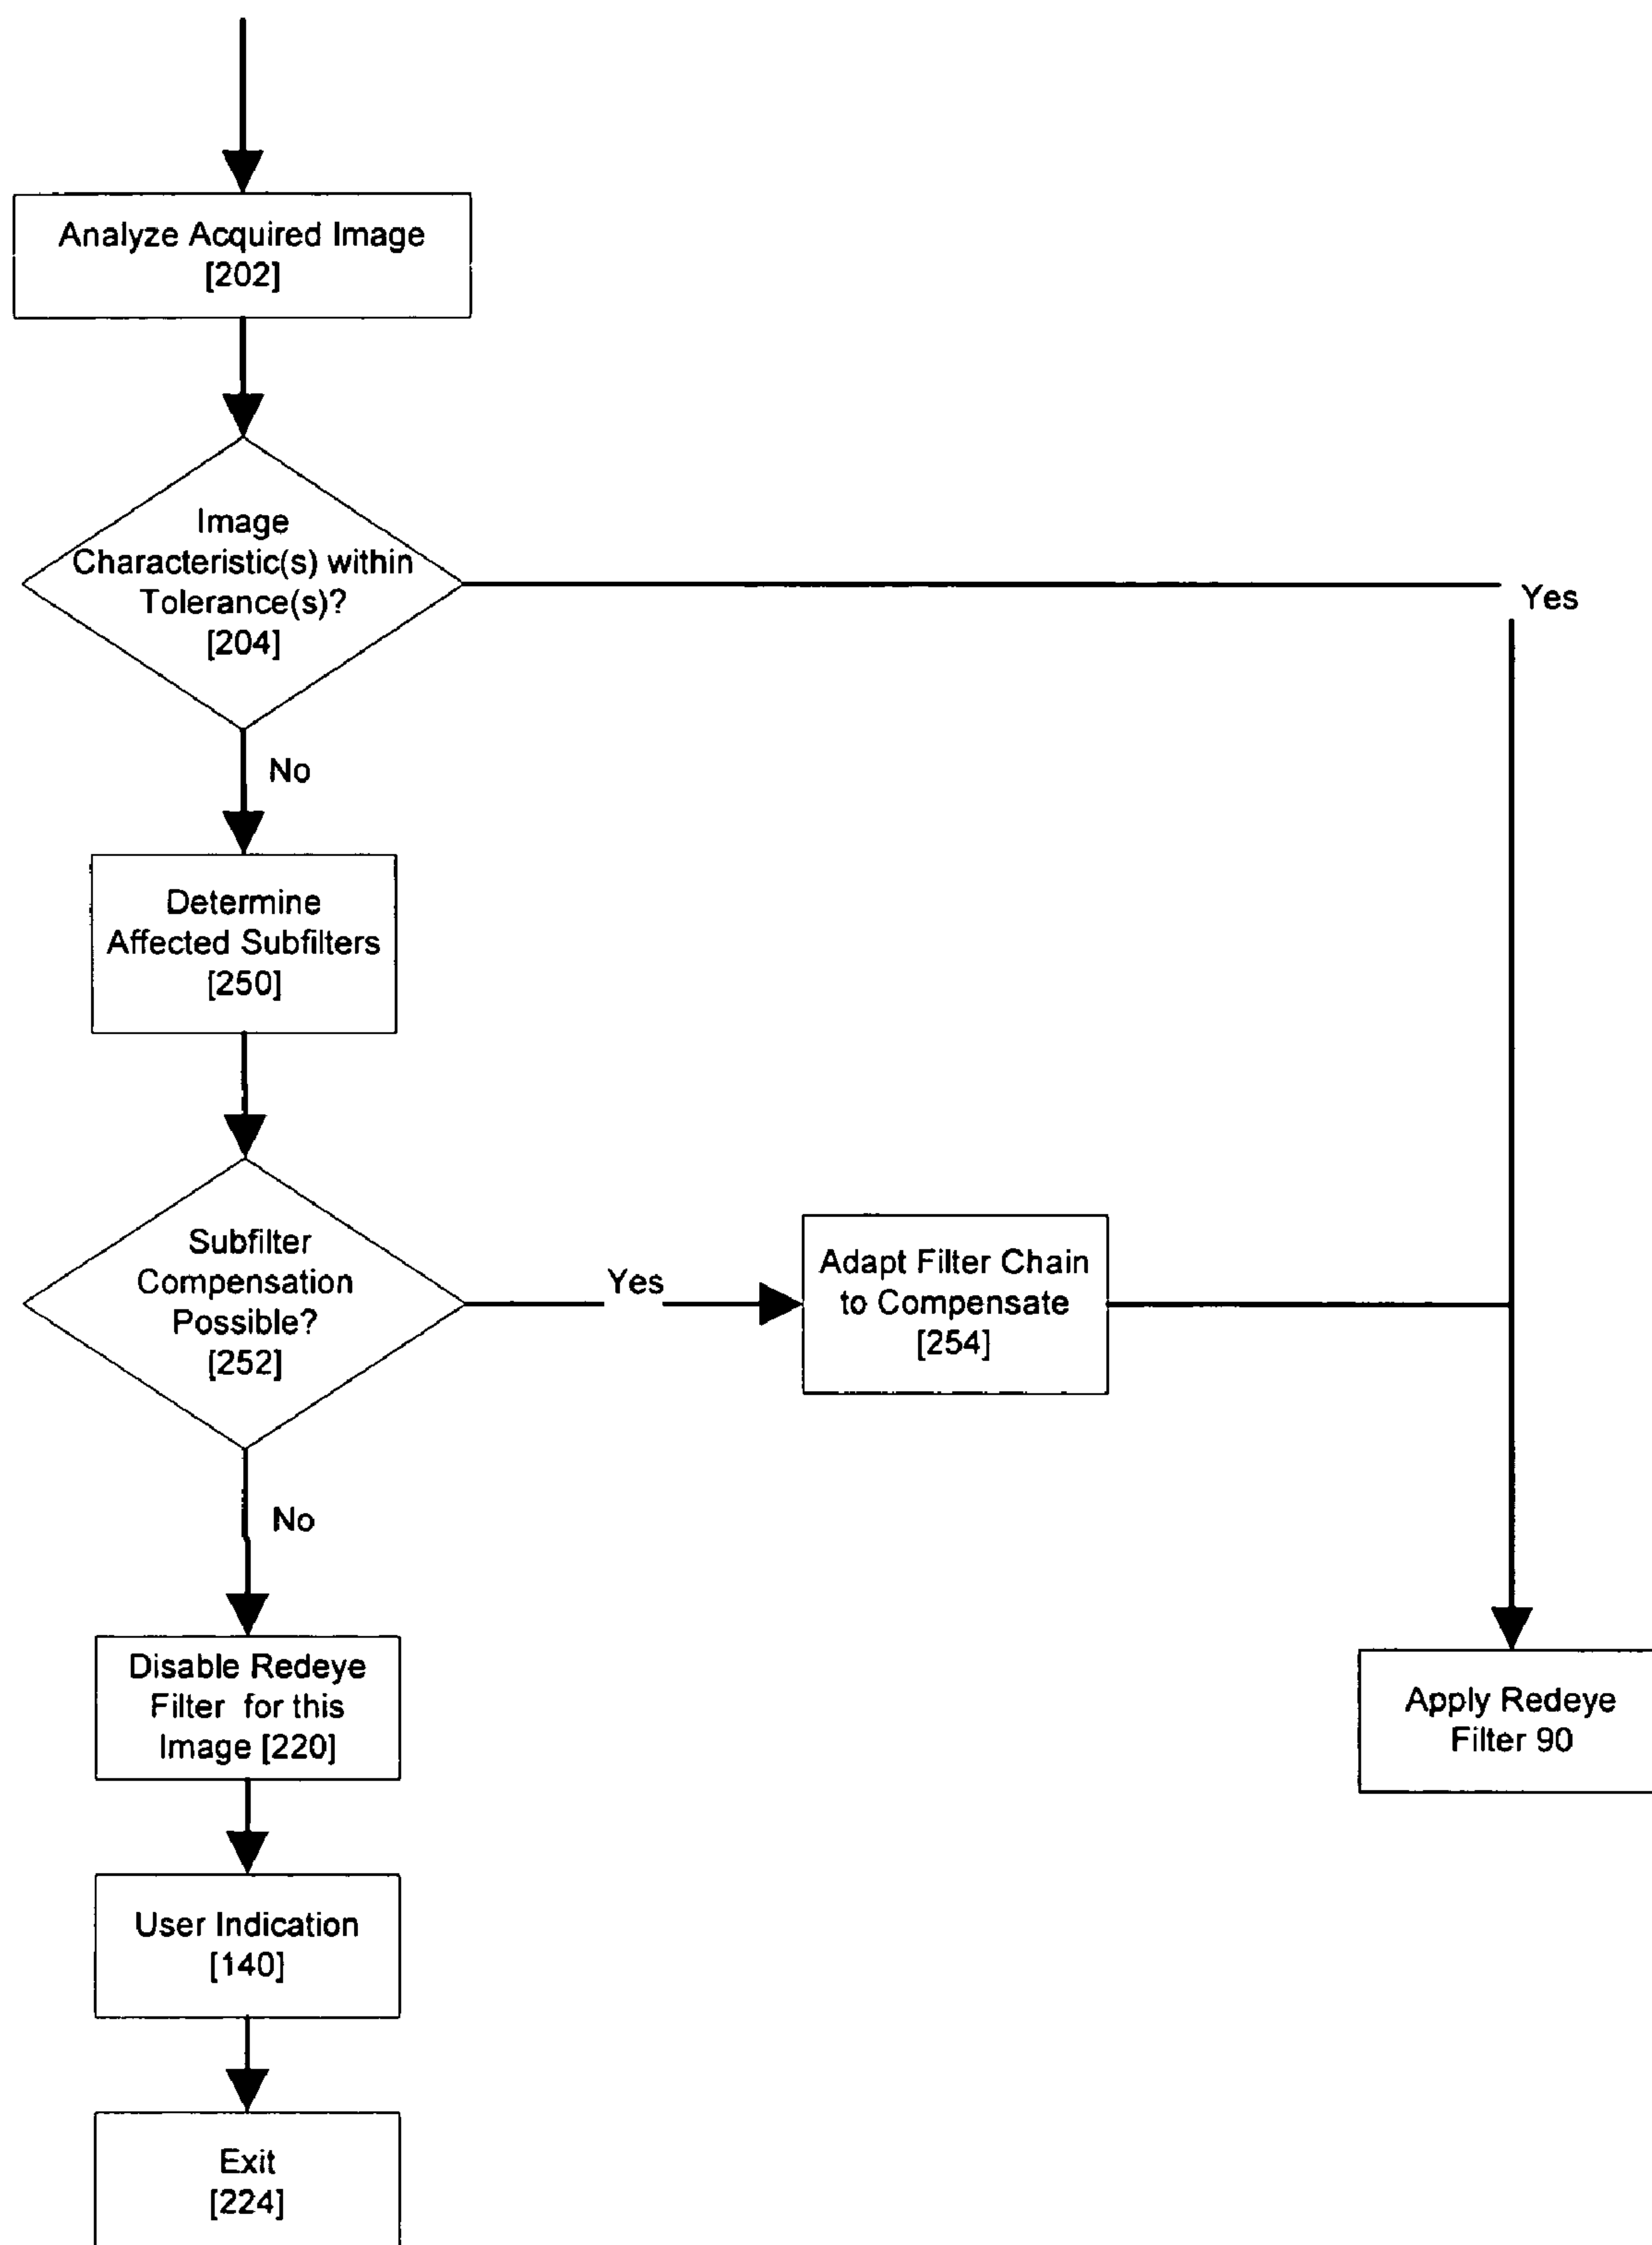 Analyze Acquired Image
[202]
Image
Characteristic(s) within
Tolerance(s)?
[204]
Yes
No
Determine
Affected Subfilters
[250]
Subfilter
Compensation
Possible?
[252]
Yes
Adapt Filter Chain
to Compensate
[254]
No
Disable Redeye
Filter for this
Image [220]
Apply Redeye
Filter 90
User Indication
[140]
Exit
[224]